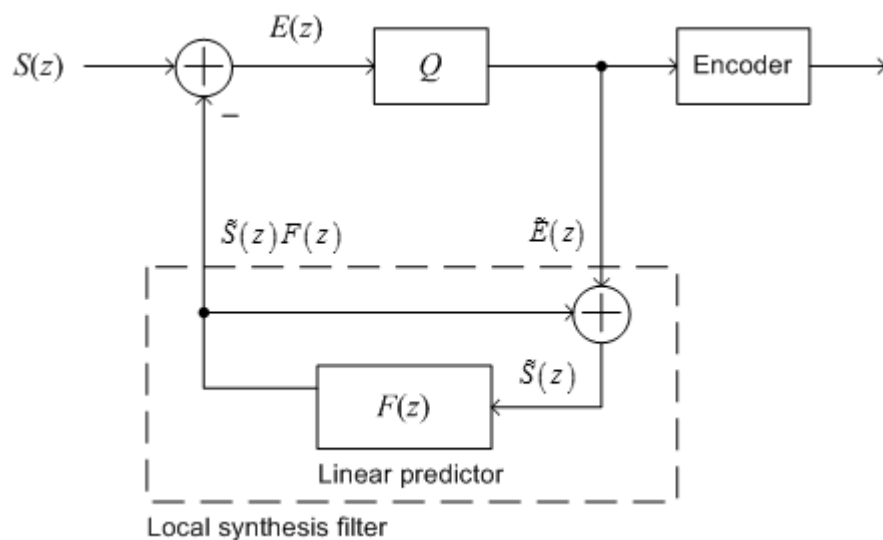 E(z)
S(z)
Q
Encoder
−
S̃(z)F(z)
Ẽ(z)
S̃(z)
F(z)
Linear predictor
Local synthesis filter